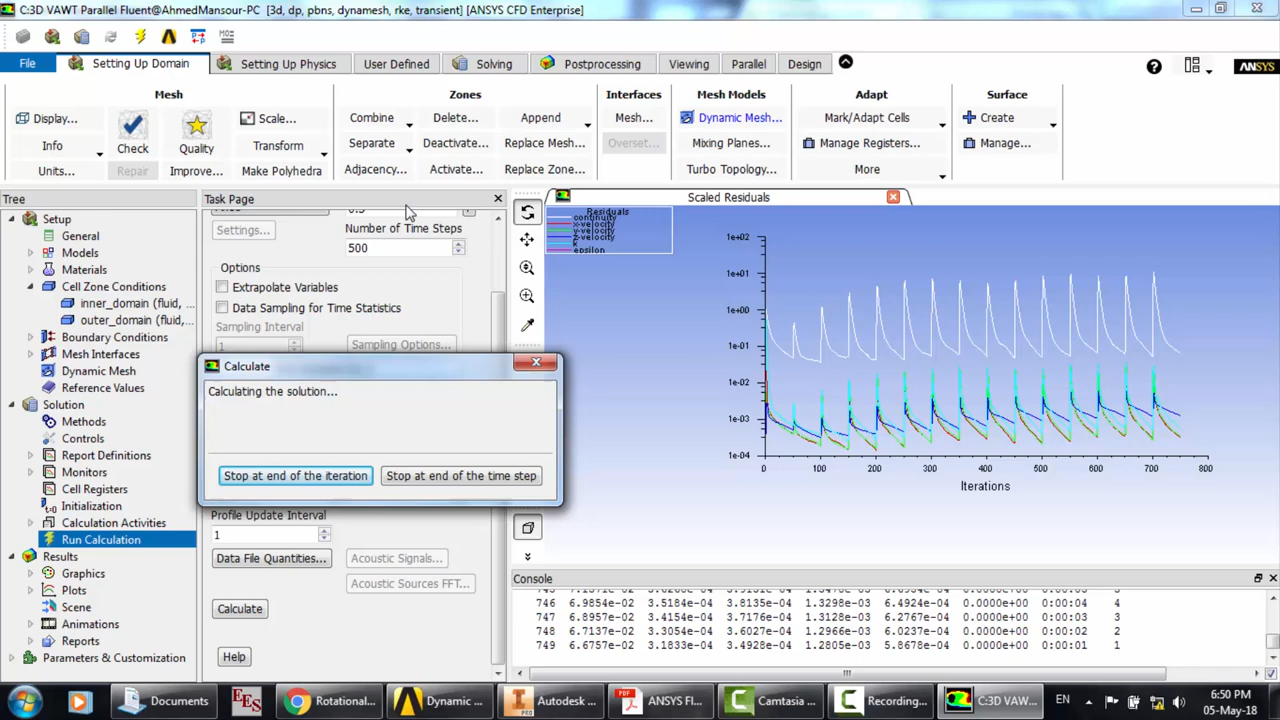 C:3D VAWT Parallel Fluent@AhmedMansour-PC [3d, dp, pbns, dynamesh, rke, transient] [ANSYS CFD Enterprise]
File
Setting Up Domain
Setting Up Physics
User Defined
Solving
Postprocessing
Viewing
Parallel
Design
ANSYS
Mesh
Zones
Interfaces
Mesh Models
Adapt
Surface
Display...
Info
Units...
Check
Repair
Quality
Improve...
Scale...
Transform
Make Polyhedra
Combine
Separate
Adjacency...
Delete...
Deactivate...
Activate...
Append
Replace Mesh...
Replace Zone...
Mesh...
Overset...
Dynamic Mesh...
Mixing Planes...
Turbo Topology...
Mark/Adapt Cells
Manage Registers...
More
Create
Manage...
Tree
Setup
General
Models
Materials
Cell Zone Conditions
inner_domain (fluid, ...
outer_domain (fluid,...
Boundary Conditions
Mesh Interfaces
Dynamic Mesh
Reference Values
Solution
Methods
Controls
Report Definitions
Monitors
Cell Registers
Initialization
Calculation Activities
Run Calculation
Results
Graphics
Plots
Scene
Animations
Reports
Parameters & Customization
Task Page
Settings...
Number of Time Steps
500
Options
Extrapolate Variables
Data Sampling for Time Statistics
Sampling Interval
1
Sampling Options...
Calculate
Calculating the solution...
Stop at end of the iteration
Stop at end of the time step
Profile Update Interval
1
Data File Quantities...
Acoustic Signals...
Acoustic Sources FFT...
Calculate
Help
Scaled Residuals
Residuals
continuity
x-velocity
y-velocity
z-velocity
k
epsilon
1e+02
1e+01
1e+00
1e-01
1e-02
1e-03
1e-04
0 100 200 300 400 500 600 700 800
Iterations
Console
746 6.9854e-02 3.5184e-04 3.8135e-04 1.3298e-03 6.4924e-04 0.0000e+00 0:00:04 4
747 6.8957e-02 3.4154e-04 3.7176e-04 1.3128e-03 6.2767e-04 0.0000e+00 0:00:03 3
748 6.7137e-02 3.3054e-04 3.6027e-04 1.2966e-03 6.0237e-04 0.0000e+00 0:00:02 2
749 6.6757e-02 3.1833e-04 3.4928e-04 1.2805e-03 5.8678e-04 0.0000e+00 0:00:01 1
Documents
EES
Rotational...
Dynamic ...
Autodesk ...
ANSYS Fl...
Camtasia ...
Recording...
C:3D VAW...
EN
6:50 PM
05-May-18